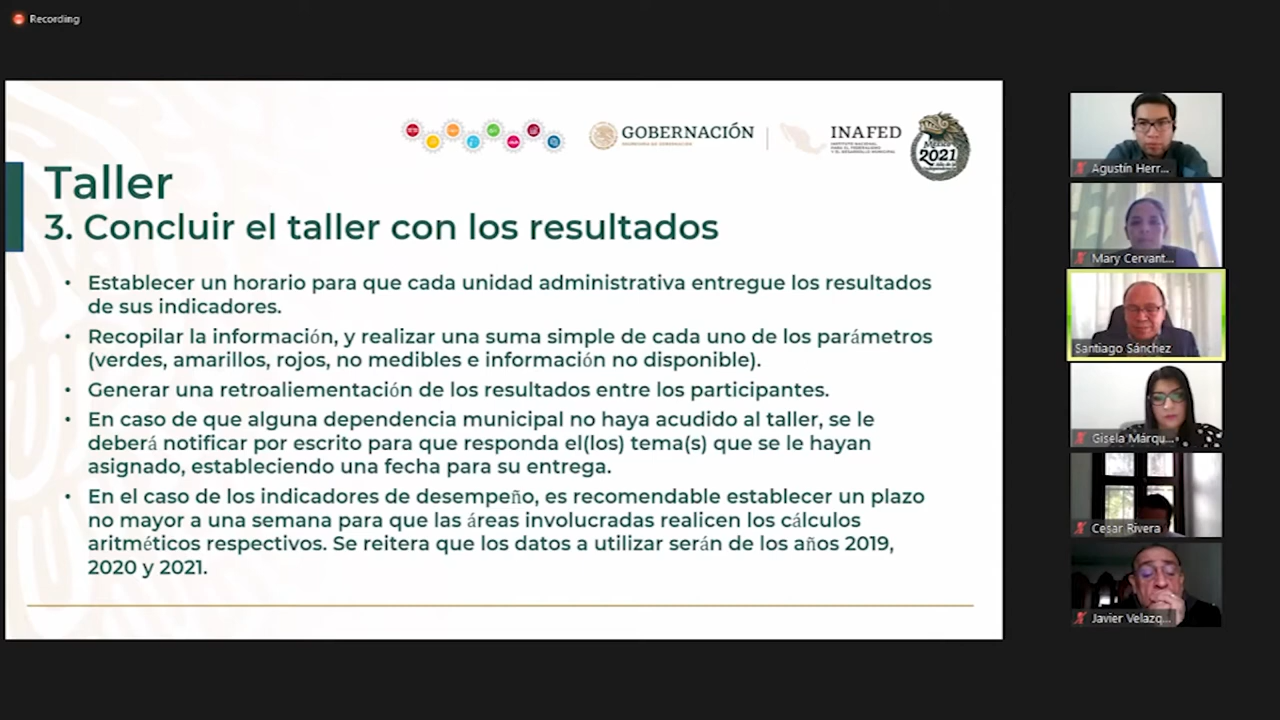 Recording
GOBERNACIÓN
SECRETARÍA DE GOBERNACIÓN
INAFED
INSTITUTO NACIONAL
PARA EL FEDERALISMO
Y EL DESARROLLO MUNICIPAL
México
2021
Taller
3. Concluir el taller con los resultados
• Establecer un horario para que cada unidad administrativa entregue los resultados
de sus indicadores.
• Recopilar la información, y realizar una suma simple de cada uno de los parámetros
(verdes, amarillos, rojos, no medibles e información no disponible).
• Generar una retroaliementación de los resultados entre los participantes.
• En caso de que alguna dependencia municipal no haya acudido al taller, se le
deberá notificar por escrito para que responda el(los) tema(s) que se le hayan
asignado, estableciendo una fecha para su entrega.
• En el caso de los indicadores de desempeño, es recomendable establecer un plazo
no mayor a una semana para que las áreas involucradas realicen los cálculos
aritméticos respectivos. Se reitera que los datos a utilizar serán de los años 2019,
2020 y 2021.
Agustín Herr...
Mary Cervant...
Santiago Sánchez
Gisela Márqu...
Cesar Rivera
Javier Velazq...